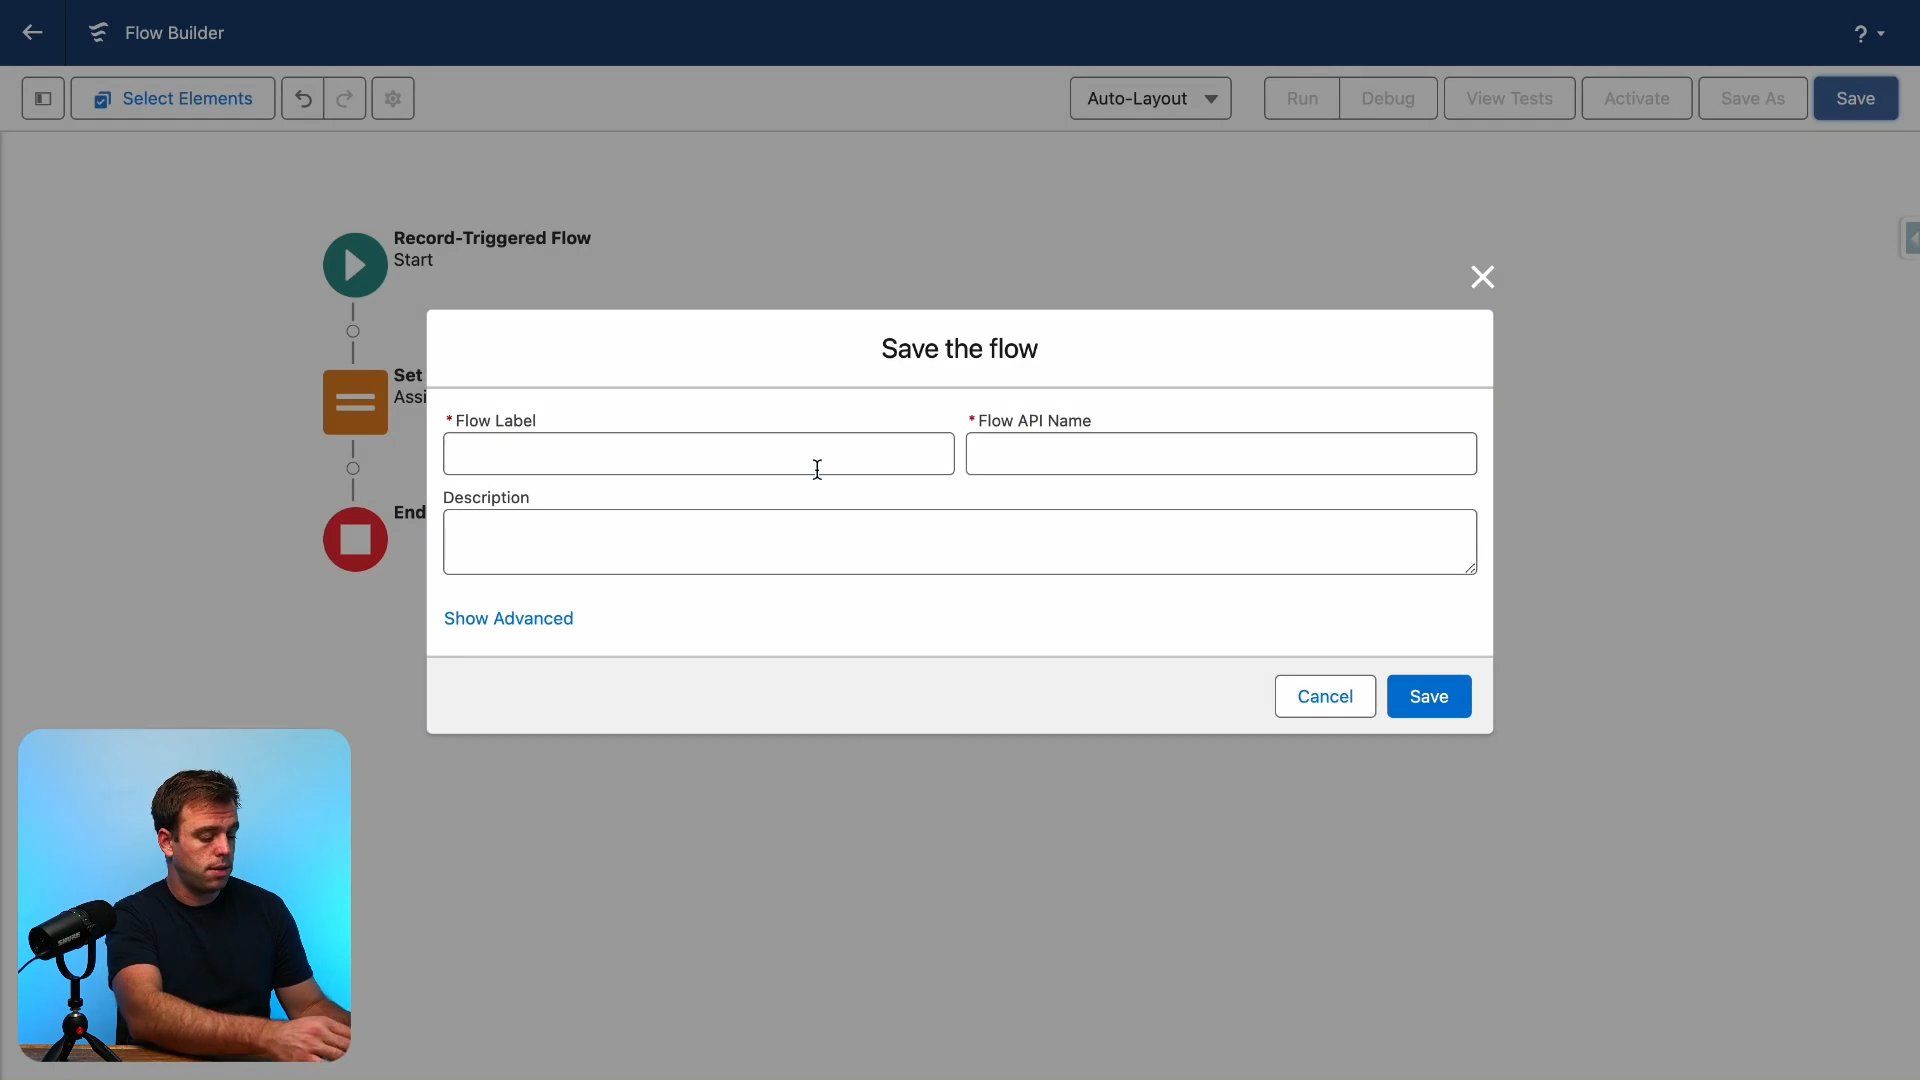 Flow Builder
?
Select Elements
Auto-Layout
Run
Debug
View Tests
Activate
Save As
Save
Record-Triggered Flow
Start
Set
Assi
End
Save the flow
* Flow Label
* Flow API Name
Description
Show Advanced
Cancel
Save
SHURE